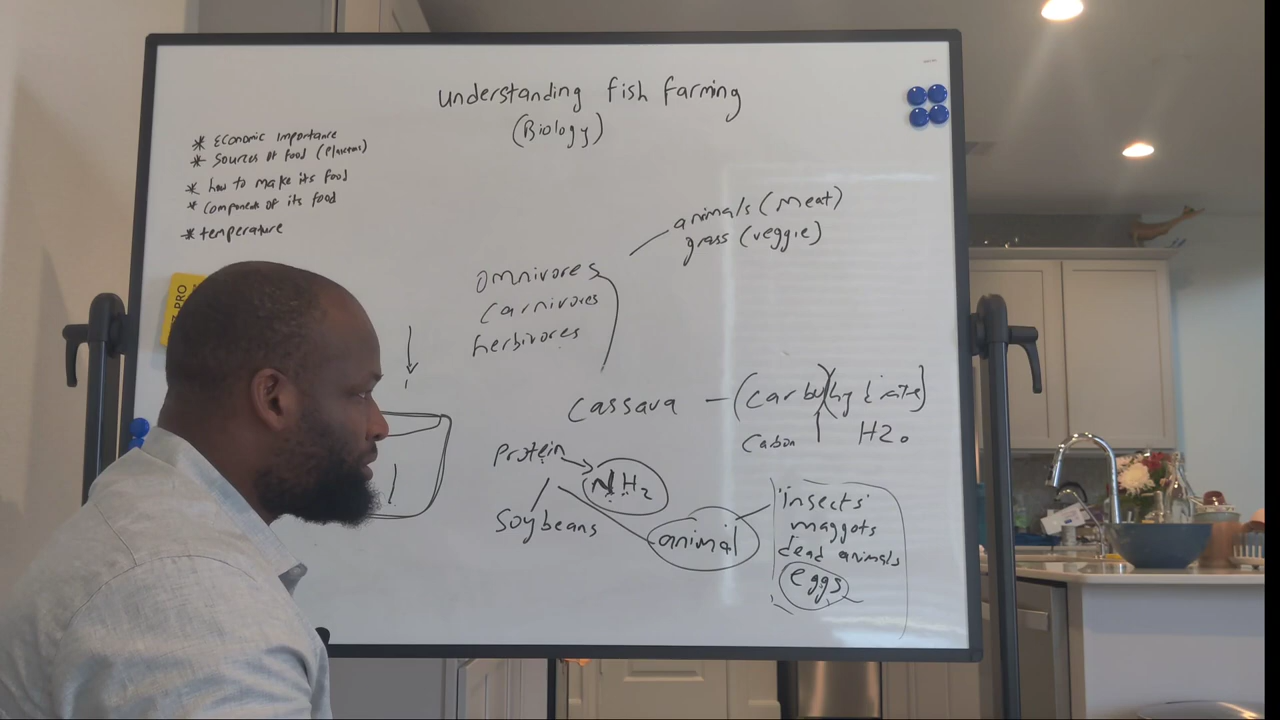 Understanding fish farming
(Biology)
* Economic importance
* Sources of food
* how to make its food
* components of its food
* temperature
animals (meat)
grass (veggie)
omnivores
carnivores
herbivores
cassava - (carbohydrate)
Cabon
H2O
Protein
NH2
Soybeans
animal
insects
maggots
dead animals
eggs
PRO